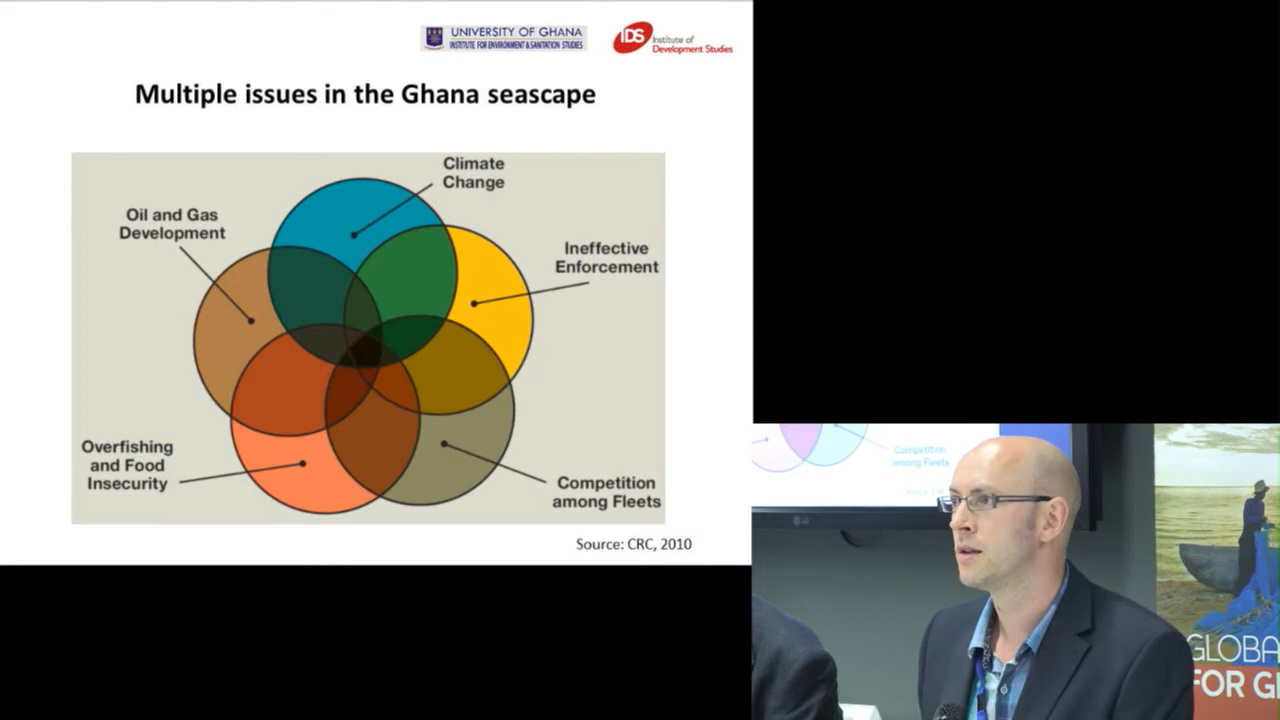 UNIVERSITY OF GHANA
INSTITUTE FOR ENVIRONMENT & SANITATION STUDIES
IDS
Institute of
Development Studies
Multiple issues in the Ghana seascape
Climate
Change
Oil and Gas
Development
Ineffective
Enforcement
Overfishing
and Food
Insecurity
Competition
among Fleets
Source: CRC, 2010
Competition
among Fleets
LG
GLOBA
FOR G